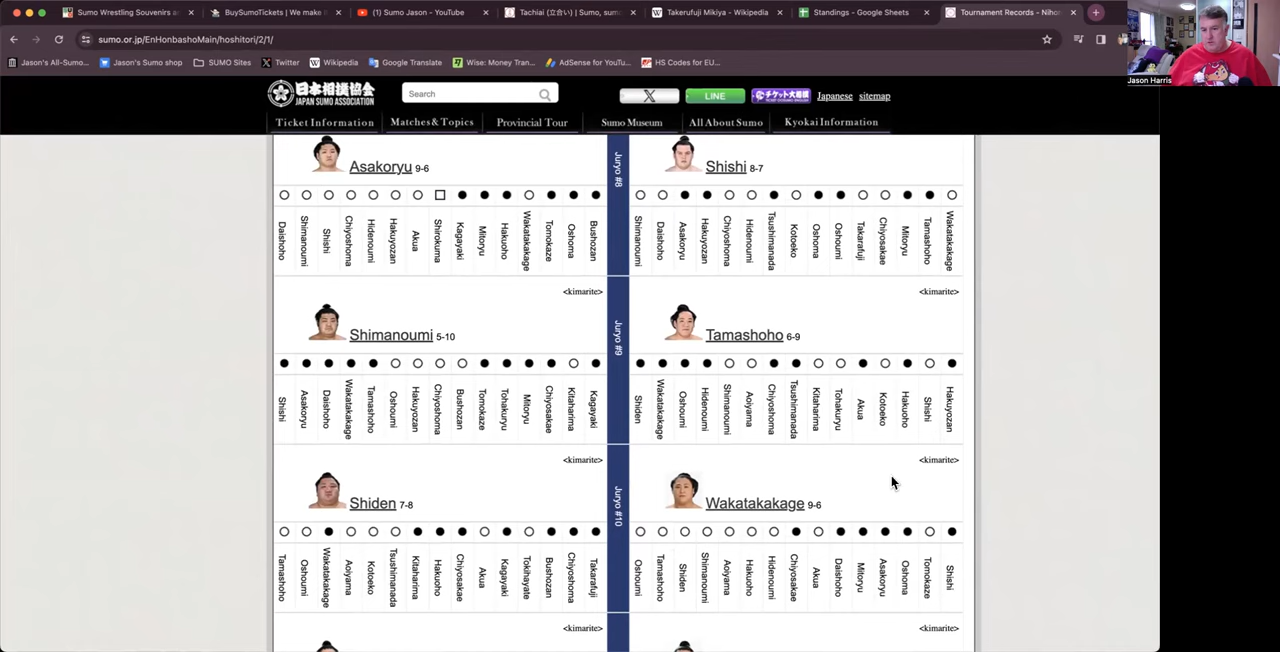 Sumo Wrestling Souvenirs a
BuySumoTickets | We make i
(1) Sumo Jason - YouTube
Tachiai (立合い) | Sumo, sum
Takerufuji Mikiya - Wikipedia
Standings - Google Sheets
Tournament Records - Niho
sumo.or.jp/EnHonbashoMain/hoshitori/2/1/
Jason's All-Sumo...
Jason's Sumo shop
SUMO Sites
Twitter
Wikipedia
Google Translate
Wise: Money Tran...
AdSense for YouTu...
HS Codes for EU...
Jason Harris
日本相撲協会
JAPAN SUMO ASSOCIATION
Search
X
LINE
チケット大相撲
Japanese
sitemap
Ticket Information
Matches & Topics
Provincial Tour
Sumo Museum
All About Sumo
Kyokai Information
Asakoryu 9-6
Juryo #8
Shishi 8-7
Daishoho
Shimanoumi
Shishi
Chiyoshoma
Hidenoumi
Hakuyozan
Akua
Shirokuma
Kagayaki
Mitoryu
Hakuoho
Wakatakakage
Tomokaze
Oshoma
Bushozan
Shimanoumi
Daishoho
Asakoryu
Hakuyozan
Chiyoshoma
Hidenoumi
Tsushimanada
Kotoeko
Oshoma
Oshoumi
Takarafuji
Chiyosakae
Mitoryu
Tamashoho
Wakatakakage
<kimarite>
<kimarite>
Shimanoumi 5-10
Juryo #9
Tamashoho 6-9
Shishi
Asakoryu
Daishoho
Wakatakakage
Tamashoho
Oshoumi
Hakuyozan
Chiyoshoma
Bushozan
Tomokaze
Tohakuryu
Mitoryu
Chiyosakae
Kitaharima
Kagayaki
Shiden
Wakatakakage
Oshoumi
Hidenoumi
Shimanoumi
Aoiyama
Chiyoshoma
Tsushimanada
Kitaharima
Tohakuryu
Akua
Kotoeko
Hakuoho
Shishi
Hakuyozan
<kimarite>
<kimarite>
Shiden 7-8
Juryo #10
Wakatakakage 9-6
Tamashoho
Oshoumi
Wakatakakage
Aoiyama
Kotoeko
Tsushimanada
Kitaharima
Hakuoho
Chiyosakae
Akua
Kagayaki
Tokihayate
Bushozan
Chiyoshoma
Takarafuji
Oshoumi
Tamashoho
Shiden
Shimanoumi
Aoiyama
Hakuoho
Hidenoumi
Chiyosakae
Akua
Daishoho
Mitoryu
Asakoryu
Oshoma
Tomokaze
Shishi
<kimarite>
<kimarite>